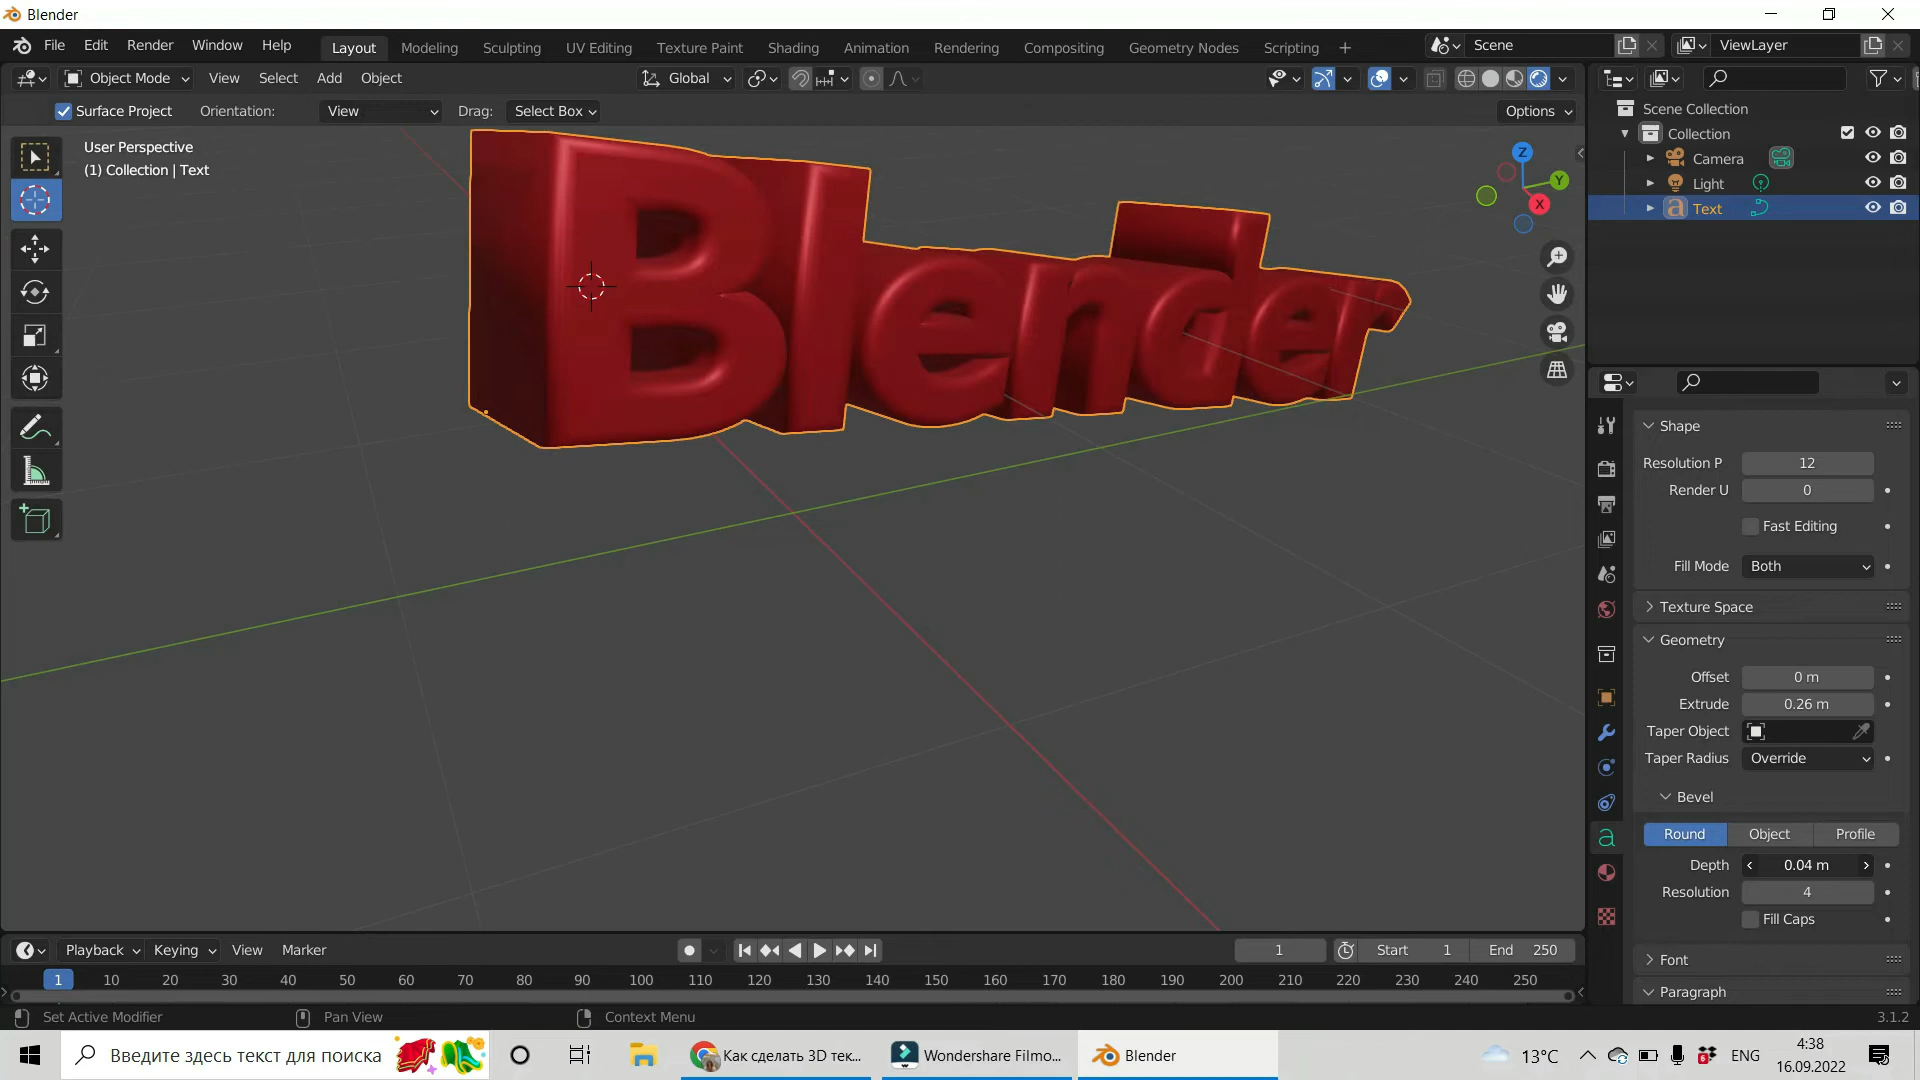 Blender
File Edit Render Window Help Layout Modeling Sculpting UV Editing Texture Paint Shading Animation Rendering Compositing Geometry Nodes Scripting + Scene ViewLayer
Object Mode View Select Add Object Global
Surface Project Orientation: View Drag: Select Box Options
User Perspective
(1) Collection | Text
Blender
Z
Y
X
Scene Collection
Collection
Camera
Light
Text
Shape
Resolution P 12
Render U 0
Fast Editing
Fill Mode Both
Texture Space
Geometry
Offset 0 m
Extrude 0.26 m
Taper Object
Taper Radius Override
Bevel
Round Object Profile
Depth 0.04 m
Resolution 4
Fill Caps
Font
Paragraph
Playback Keying View Marker 1 Start 1 End 250
1 10 20 30 40 50 60 70 80 90 100 110 120 130 140 150 160 170 180 190 200 210 220 230 240 250
Set Active Modifier Pan View Context Menu 3.1.2
Введите здесь текст для поиска Как сделать 3D тек... Wondershare Filmo... Blender 13°C ENG
4:38
16.09.2022